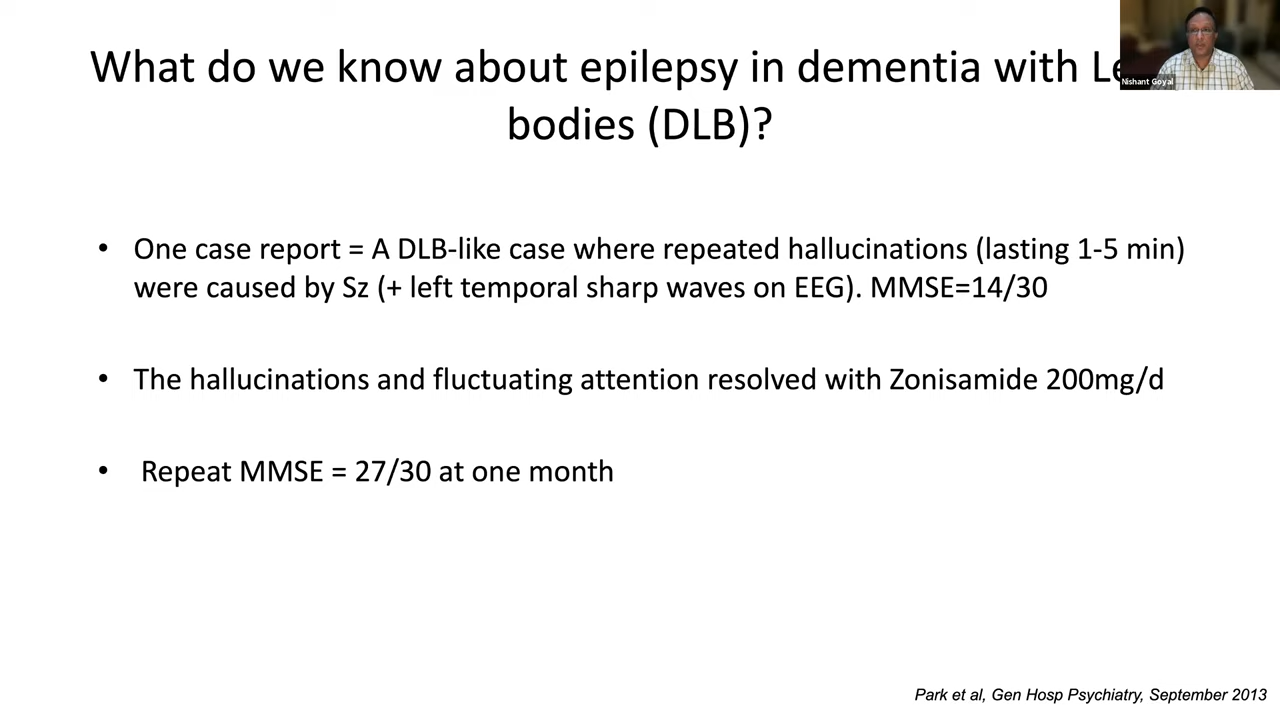 What do we know about epilepsy in dementia with
bodies (DLB)?
Nishant Goyal
• One case report = A DLB-like case where repeated hallucinations (lasting 1-5 min)
were caused by Sz (+ left temporal sharp waves on EEG). MMSE=14/30
• The hallucinations and fluctuating attention resolved with Zonisamide 200mg/d
• Repeat MMSE = 27/30 at one month
Park et al, Gen Hosp Psychiatry, September 2013